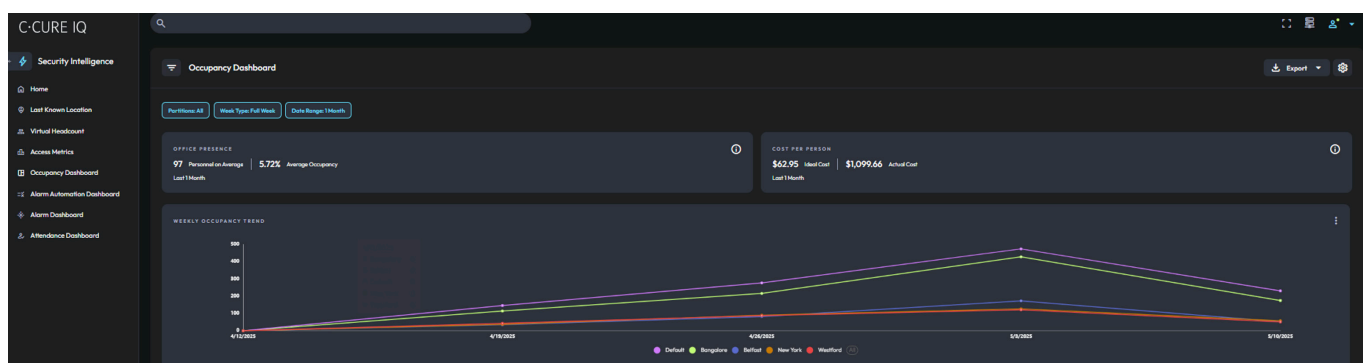 C•CURE IQ
Security Intelligence
Home
Last Known Location
Virtual Headcount
Access Metrics
Occupancy Dashboard
Alarm Automation Dashboard
Alarm Dashboard
Attendance Dashboard
Occupancy Dashboard
Export
Partitions: All Week Type: Full Week Date Range: 1 Month
OFFICE PRESENCE
97 Personnel on Average 5.72% Average Occupancy
Last 1 Month
COST PER PERSON
$62.95 Ideal Cost $1,099.66 Actual Cost
Last 1 Month
WEEKLY OCCUPANCY TREND
500
400
300
200
100
0
4/12/2025 4/19/2025 4/26/2025 5/3/2025 5/10/2025
Default Bangalore Belfast New York Westford All